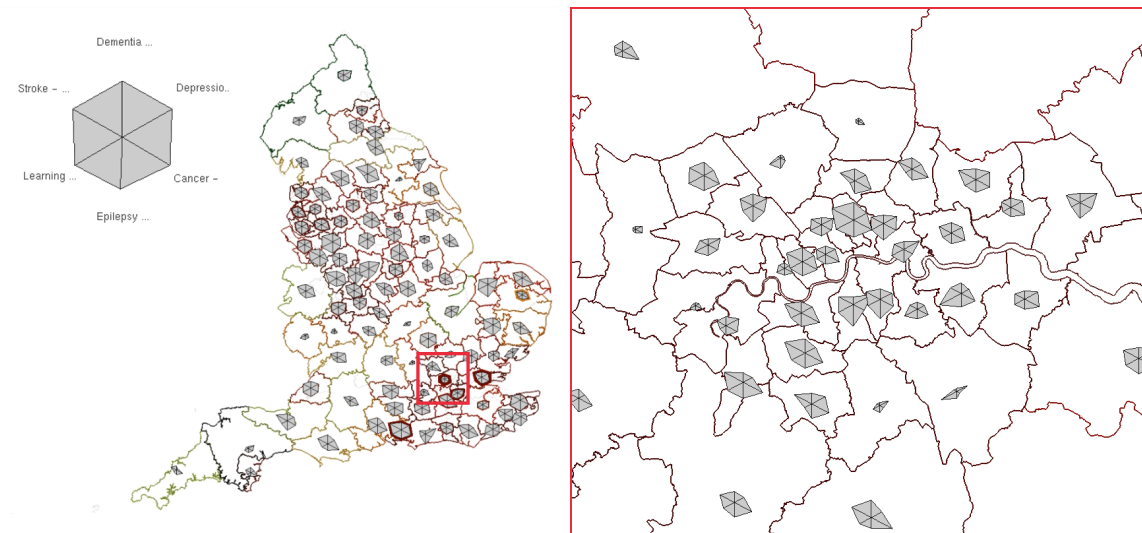 Dementia ...
Stroke – ...
Depressio..
Learning ...
Cancer –
Epilepsy ...